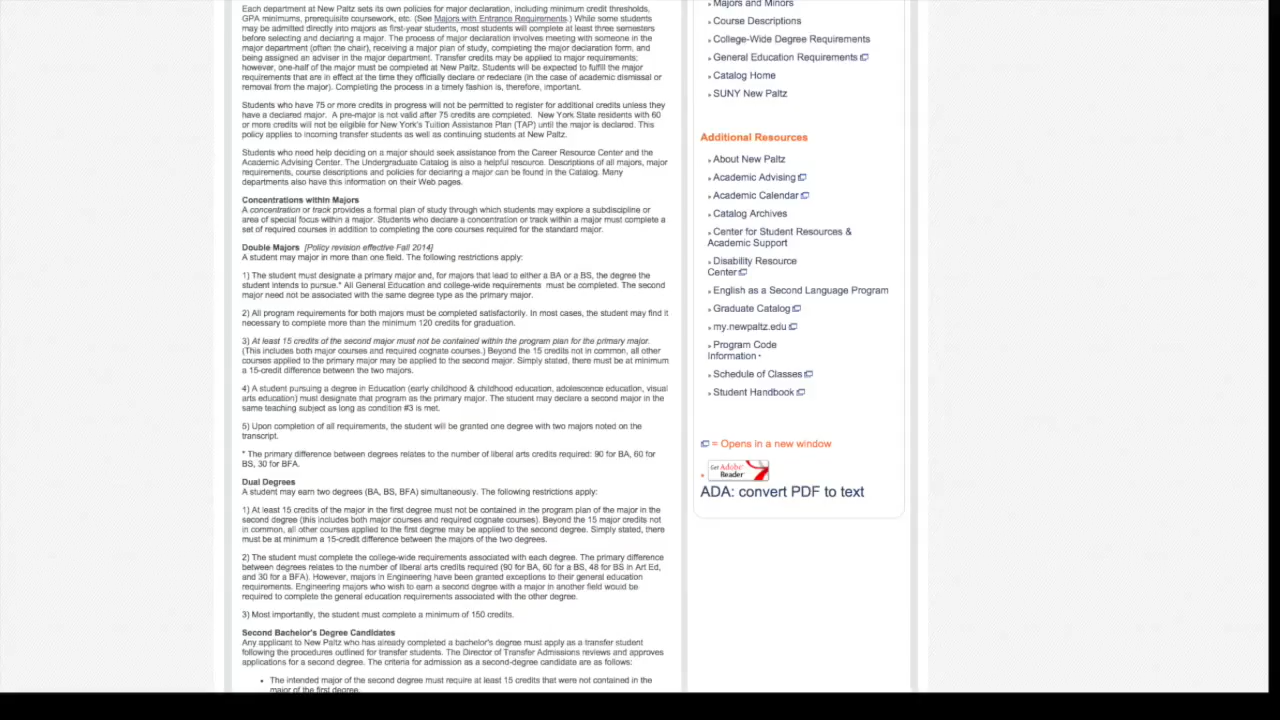 Each department at New Paltz sets its own policies for major declaration, including minimum credit thresholds,
GPA minimums, prerequisite coursework, etc. (See Majors with Entrance Requirements.) While some students
may be admitted directly into majors as first-year students, most students will complete at least three semesters
before selecting and declaring a major. The process of major declaration involves meeting with someone in the
major department (often the chair), receiving a major plan of study, completing the major declaration form, and
being assigned an adviser in the major department. Transfer credits may be applied to major requirements;
however, one-half of the major must be completed at New Paltz. Students will be expected to fulfill the major
requirements that are in effect at the time they officially declare or redeclare (in the case of academic dismissal or
removal from the major). Completing the process in a timely fashion is, therefore, important.
Students who have 75 or more credits in progress will not be permitted to register for additional credits unless they
have a declared major. A pre-major is not valid after 75 credits are completed. New York State residents with 60
or more credits will not be eligible for New York's Tuition Assistance Plan (TAP) until the major is declared. This
policy applies to incoming transfer students as well as continuing students at New Paltz.
Students who need help deciding on a major should seek assistance from the Career Resource Center and the
Academic Advising Center. The Undergraduate Catalog is also a helpful resource. Descriptions of all majors, major
requirements, course descriptions and policies for declaring a major can be found in the Catalog. Many
departments also have this information on their Web pages.
Concentrations within Majors
A concentration or track provides a formal plan of study through which students may explore a subdiscipline or
area of special focus within a major. Students who declare a concentration or track within a major must complete a
set of required courses in addition to completing the core courses required for the standard major.
Double Majors [Policy revision effective Fall 2014]
A student may major in more than one field. The following restrictions apply:
1) The student must designate a primary major and, for majors that lead to either a BA or a BS, the degree the
student intends to pursue.* All General Education and college-wide requirements must be completed. The second
major need not be associated with the same degree type as the primary major.
2) All program requirements for both majors must be completed satisfactorily. In most cases, the student may find it
necessary to complete more than the minimum 120 credits for graduation.
3) At least 15 credits of the second major must not be contained within the program plan for the primary major.
(This includes both major courses and required cognate courses.) Beyond the 15 credits not in common, all other
courses applied to the primary major may be applied to the second major. Simply stated, there must be at minimum
a 15-credit difference between the two majors.
4) A student pursuing a degree in Education (early childhood & childhood education, adolescence education, visual
arts education) must designate that program as the primary major. The student may declare a second major in the
same teaching subject as long as condition #3 is met.
5) Upon completion of all requirements, the student will be granted one degree with two majors noted on the
transcript.
* The primary difference between degrees relates to the number of liberal arts credits required: 90 for BA, 60 for
BS, 30 for BFA.
Dual Degrees
A student may earn two degrees (BA, BS, BFA) simultaneously. The following restrictions apply:
1) At least 15 credits of the major in the first degree must not be contained in the program plan of the major in the
second degree (this includes both major courses and required cognate courses). Beyond the 15 major credits not
in common, all other courses applied to the first degree may be applied to the second degree. Simply stated, there
must be at minimum a 15-credit difference between the majors of the two degrees.
2) The student must complete the college-wide requirements associated with each degree. The primary difference
between degrees relates to the number of liberal arts credits required (90 for BA, 60 for a BS, 48 for BS in Art Ed,
and 30 for a BFA). However, majors in Engineering have been granted exceptions to their general education
requirements. Engineering majors who wish to earn a second degree with a major in another field would be
required to complete the general education requirements associated with the other degree.
3) Most importantly, the student must complete a minimum of 150 credits.
Second Bachelor's Degree Candidates
Any applicant to New Paltz who has already completed a bachelor's degree must apply as a transfer student
following the procedures outlined for transfer students. The Director of Transfer Admissions reviews and approves
applications for a second degree. The criteria for admission as a second-degree candidate are as follows:
• The intended major of the second degree must require at least 15 credits that were not contained in the
major of the first degree.
Majors and Minors
Course Descriptions
College-Wide Degree Requirements
General Education Requirements
Catalog Home
SUNY New Paltz
Additional Resources
About New Paltz
Academic Advising
Academic Calendar
Catalog Archives
Center for Student Resources &
Academic Support
Disability Resource
Center
English as a Second Language Program
Graduate Catalog
my.newpaltz.edu
Program Code
Information
Schedule of Classes
Student Handbook
= Opens in a new window
Get Adobe
Reader
ADA: convert PDF to text